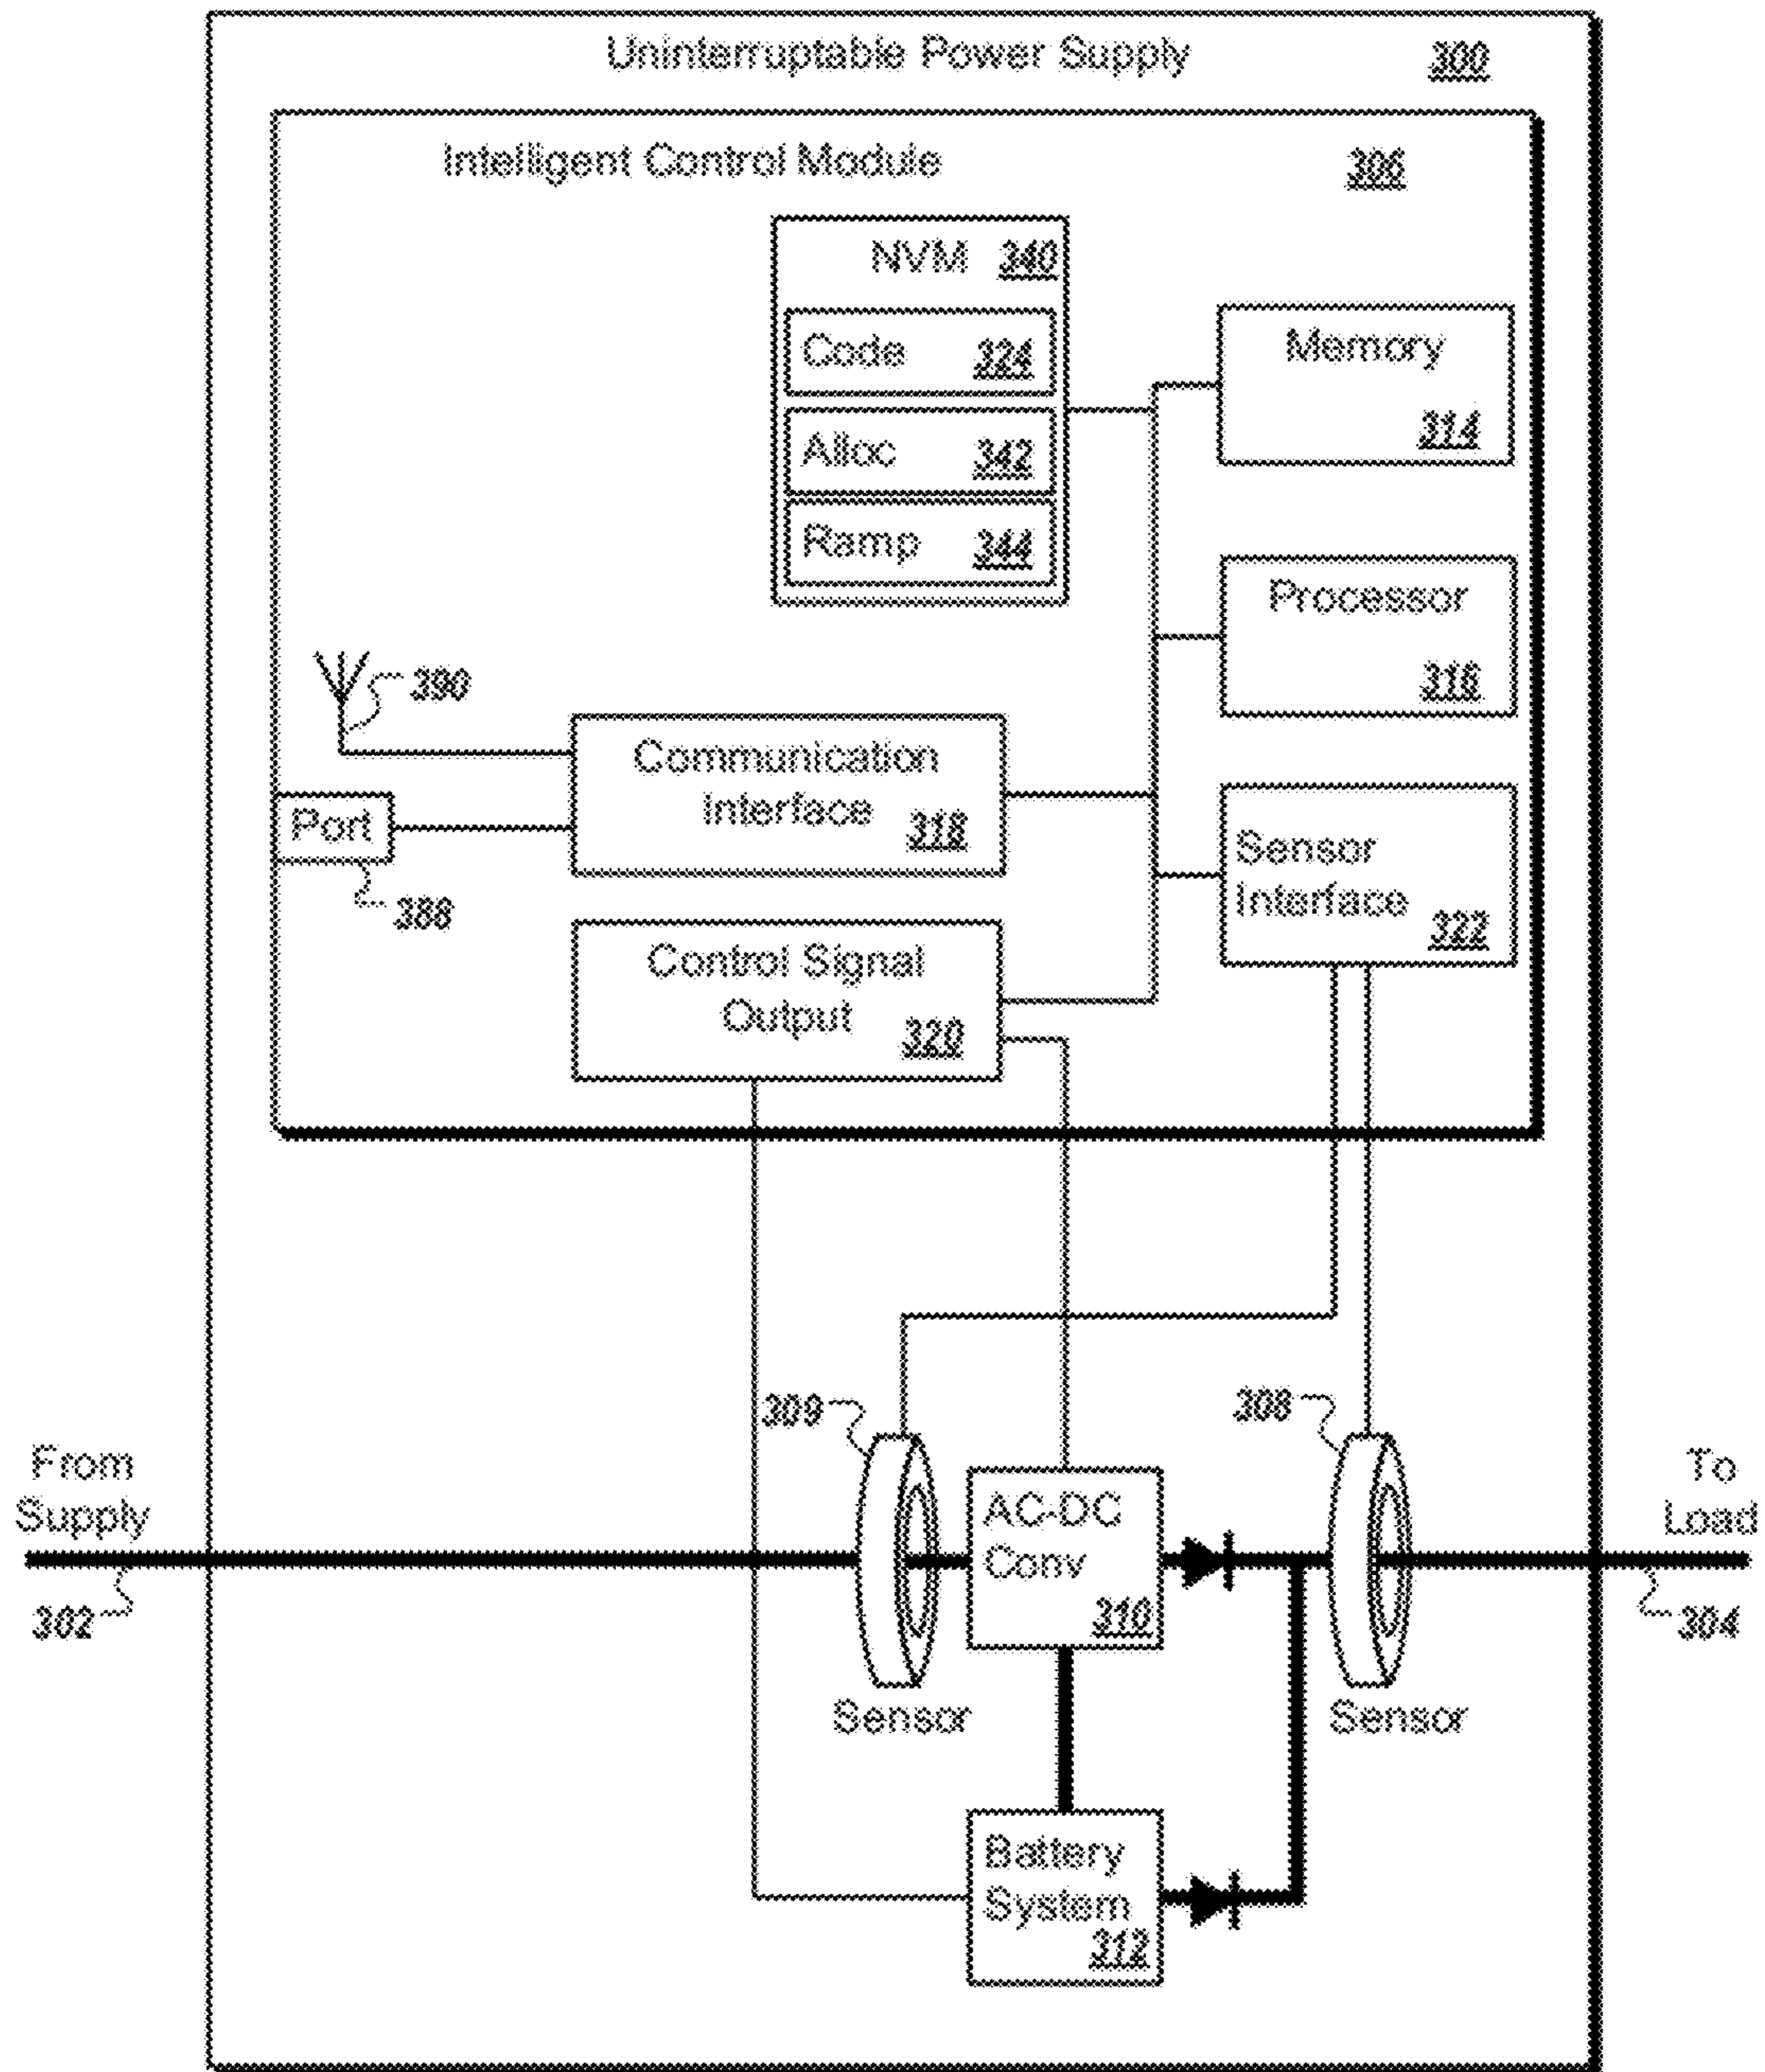 Uninterruptable Power Supply 300
Intelligent Control Module 306
NVM 340
Code 324
Alloc 342
Ramp 344
Memory
314
Processor
316
390
Communication
Interface 318
Port
388
Sensor
Interface 322
Control Signal
Output 320
309
308
From
Supply
302
AC-DC
Conv
310
To
Load
304
Sensor
Sensor
Battery
System
312